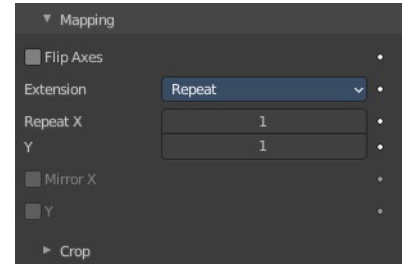 Mapping
Flip Axes
Extension Repeat
Repeat X 1
Y 1
Mirror X
Y
Crop